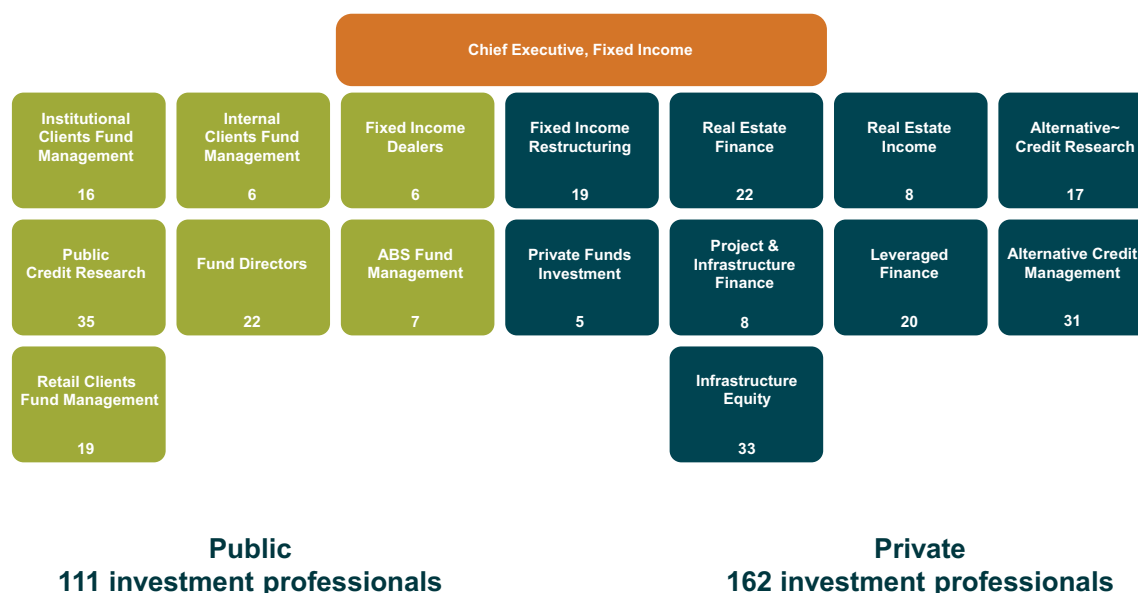 Chief Executive, Fixed Income
Institutional
Clients Fund
Management
16
Internal
Clients Fund
Management
6
Fixed Income
Dealers
6
Fixed Income
Restructuring
19
Real Estate
Finance
22
Real Estate
Income
8
Alternative~
Credit Research
17
Public
Credit Research
35
Fund Directors
22
ABS Fund
Management
7
Private Funds
Investment
5
Project &
Infrastructure
Finance
8
Leveraged
Finance
20
Alternative Credit
Management
31
Retail Clients
Fund Management
19
Infrastructure
Equity
33
Public
111 investment professionals
Private
162 investment professionals